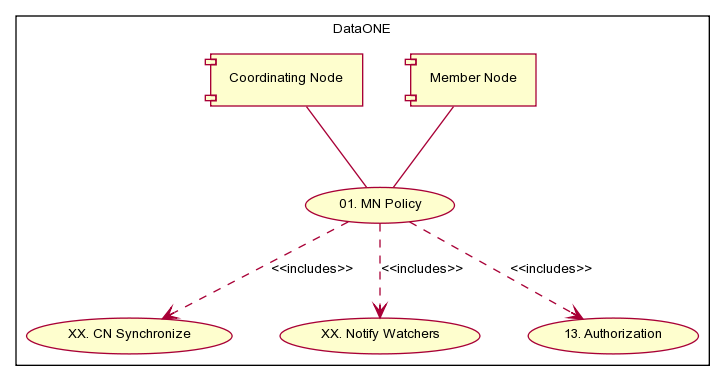 DataONE
Coordinating Node
Member Node
01. MN Policy
<<includes>>
<<includes>>
<<includes>>
XX. CN Synchronize
XX. Notify Watchers
13. Authorization